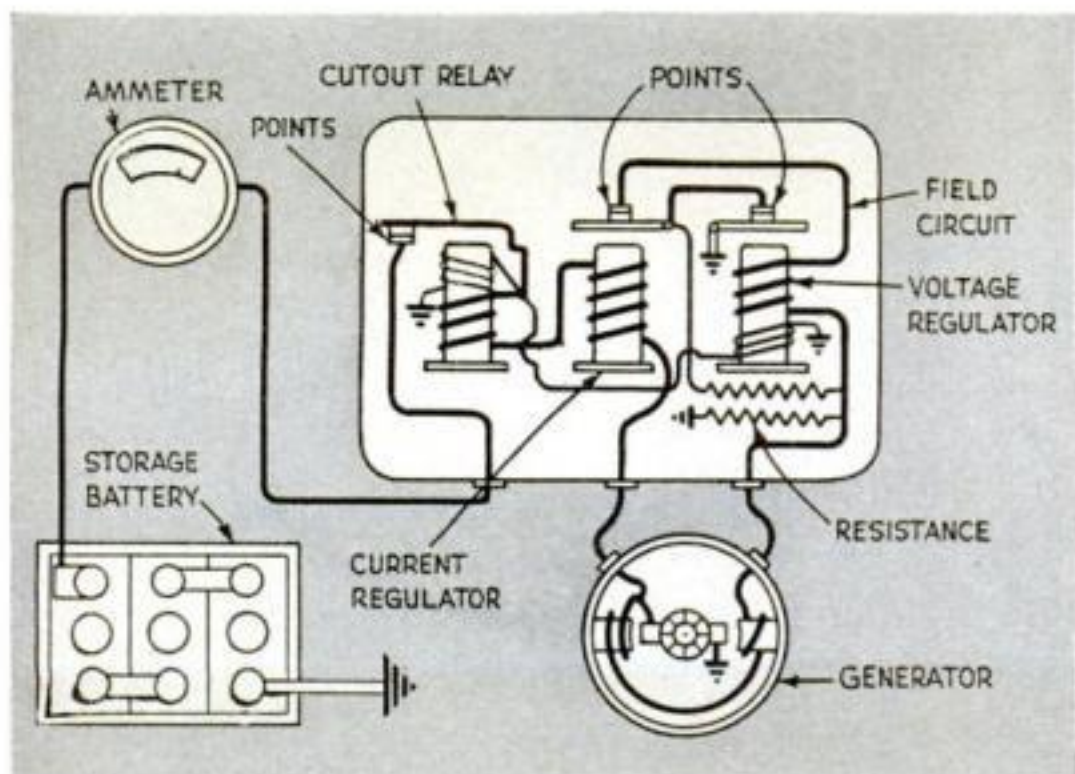 CUTOUT RELAY
POINTS
AMMETER
POINTS
FIELD
CIRCUIT
VOLTAGE
REGULATOR
STORAGE
BATTERY
RESISTANCE
CURRENT
REGULATOR
GENERATOR